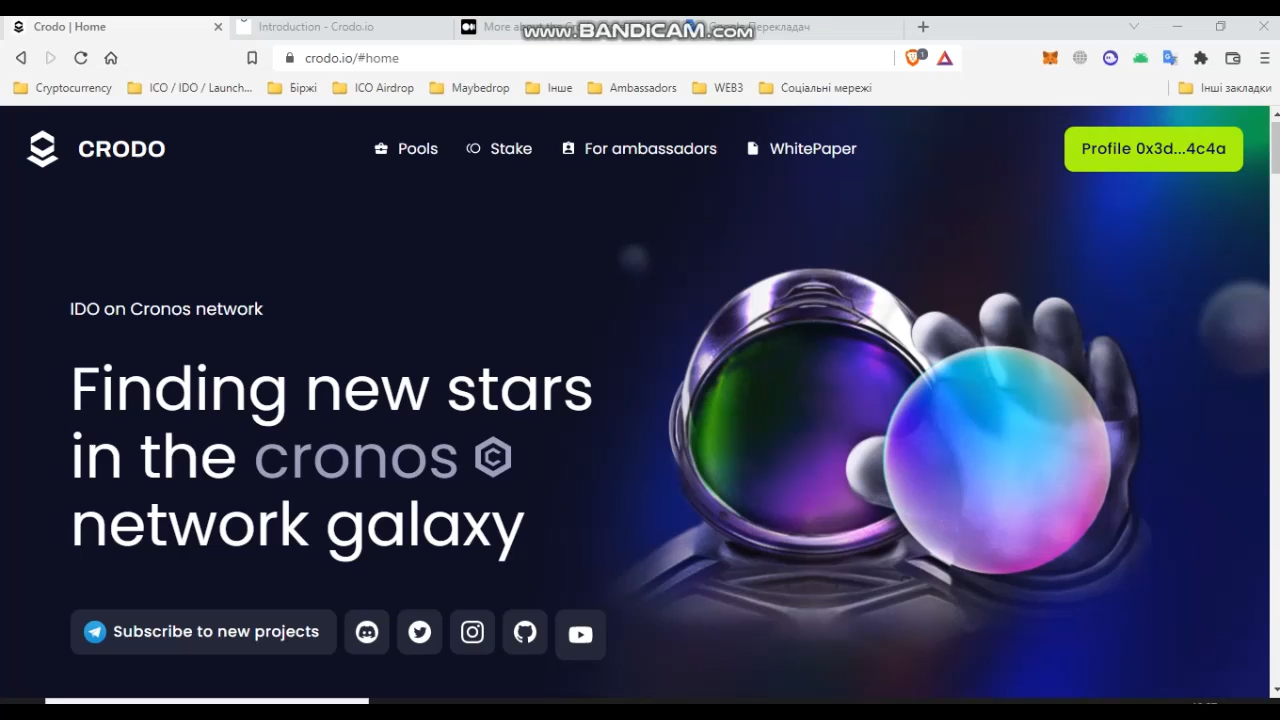 Crodo | Home
Introduction - Crodo.io
More about the
Перекладач
www.BANDICAM.com
crodo.io/#home
1
Cryptocurrency
ICO / IDO / Launch...
Біржі
ICO Airdrop
Maybedrop
Інше
Ambassadors
WEB3
Соціальні мережі
Інші закладки
CRODO
Pools
Stake
For ambassadors
WhitePaper
Profile 0x3d...4c4a
IDO on Cronos network
Finding new stars
in the cronos
network galaxy
Subscribe to new projects